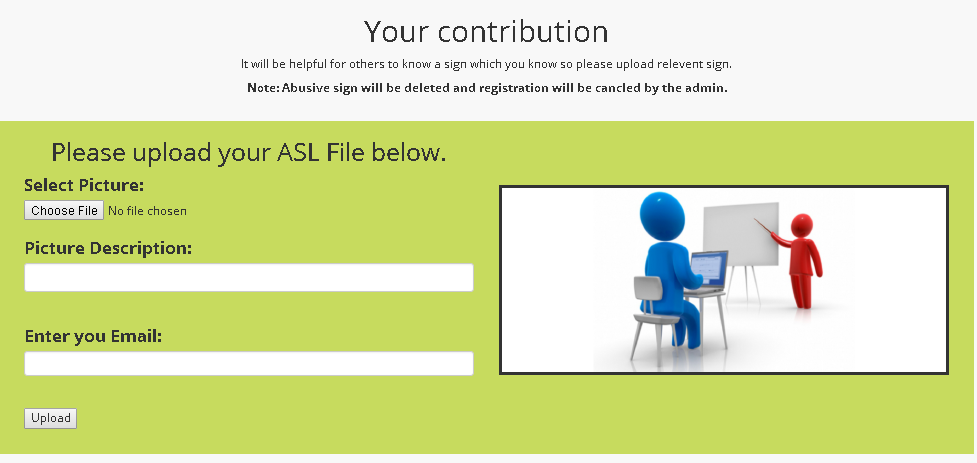 Your contribution
It will be helpful for others to know a sign which you know so please upload relevent sign.
Note: Abusive sign will be deleted and registration will be cancled by the admin.
Please upload your ASL File below.
Select Picture:
Choose File No file chosen
Picture Description:
Enter you Email:
Upload